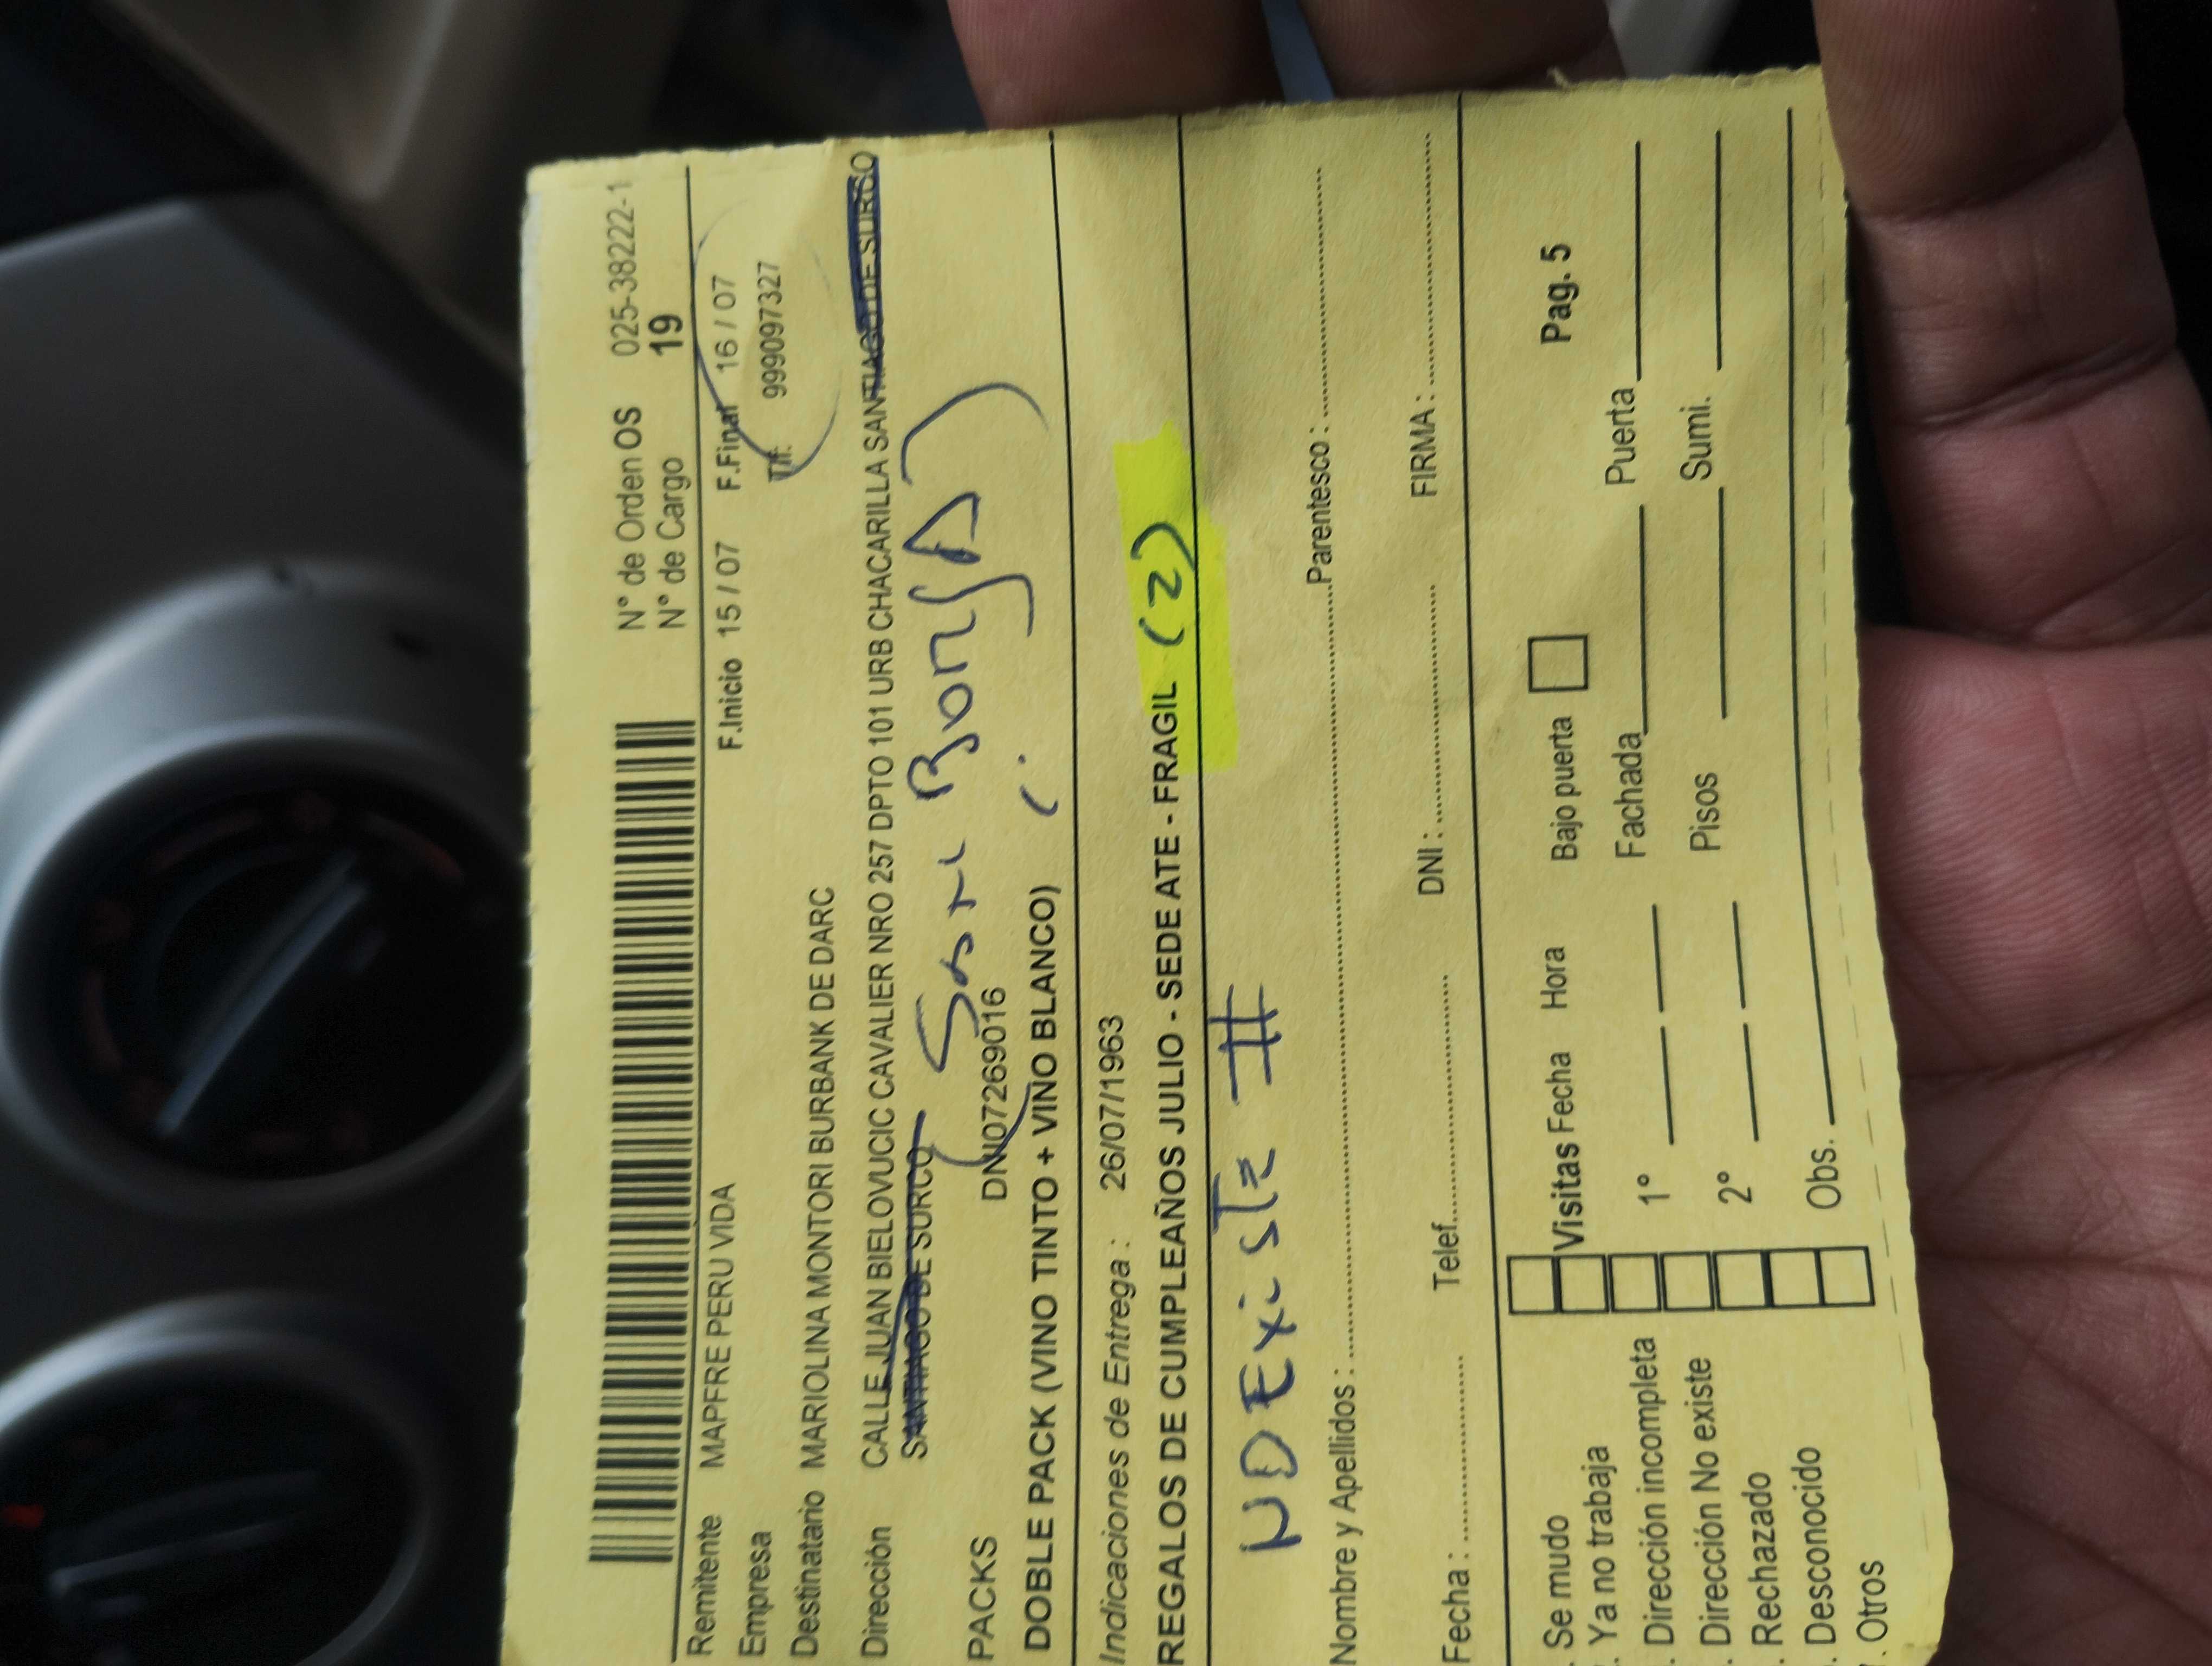 N° de Orden OS 025-38222-1
N° de Cargo 19
Remitente MAPFRE PERU VIDA F.Inicio 15 / 07 F.Final 16 / 07
Empresa Tlf. 999097327
Destinatario MARIOLINA MONTORI BURBANK DE DARC
Dirección CALLE JUAN BIELOVUCIC CAVALIER NRO 257 DPTO 101 URB CHACARILLA SANTIAGO DE SURCO
SANTIAGO DE SURCO
San Borja)
PACKS DNI07269016
DOBLE PACK (VINO TINTO + VINO BLANCO)
Indicaciones de Entrega : 26/07/1963
REGALOS DE CUMPLEAÑOS JULIO - SEDE ATE - FRAGIL (2)
NO ExisTe #
Nombre y Apellidos : Parentesco :
Fecha : Telef. DNI : FIRMA :
. Se mudo
. Ya no trabaja Visitas Fecha Hora Bajo puerta Pag. 5
. Dirección incompleta 1° Fachada Puerta
. Dirección No existe
. Rechazado 2° Pisos Sumi.
. Desconocido
. Otros Obs.